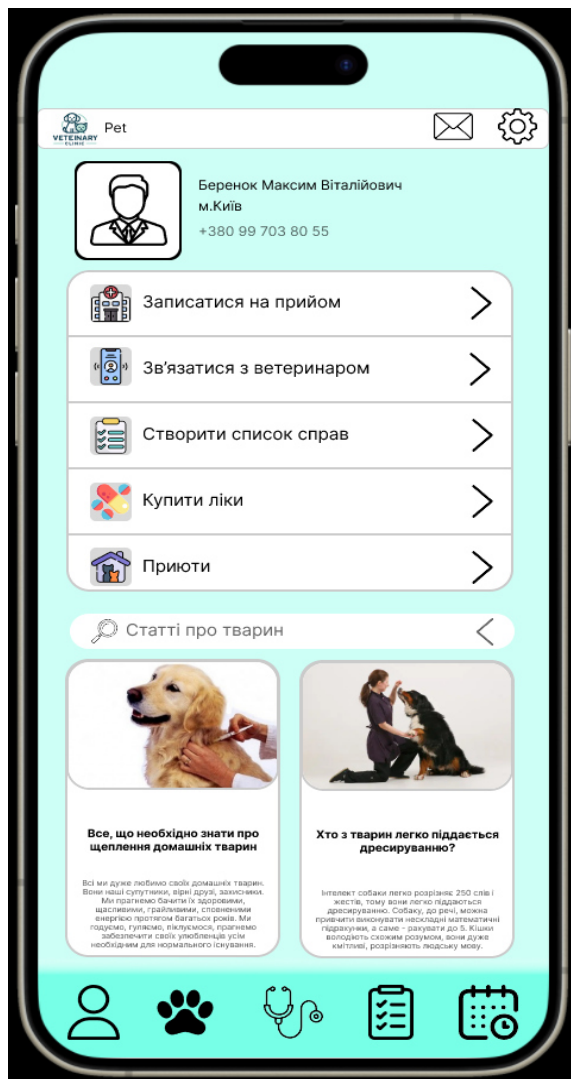 VETEINARY
CLINIC
Pet
Беренок Максим Віталійович
м.Київ
+380 99 703 80 55
Записатися на прийом
Зв’язатися з ветеринаром
Створити список справ
Купити ліки
Приюти
Статті про тварин
Все, що необхідно знати про
щеплення домашніх тварин
Всі ми дуже любимо своїх домашніх тварин.
Вони наші супутники, вірні друзі, захисники.
Ми прагнемо бачити їх здоровими,
щасливими, грайливими, сповненими
енергією протягом багатьох років. Ми
годуємо, гуляємо, піклуємося, прагнемо
забезпечити своїх улюбленців усім
необхідним для нормального існування.
Хто з тварин легко піддається
дресируванню?
Інтелект собаки легко розрізняє 250 слів і
жестів, тому вони легко піддаються
дресируванню. Собаку, до речі, можна
привчити виконувати нескладні математичні
підрахунки, а саме - рахувати до 5. Кішки
володіють схожим розумом, вони дуже
кмітливі, розрізняють людську мову.